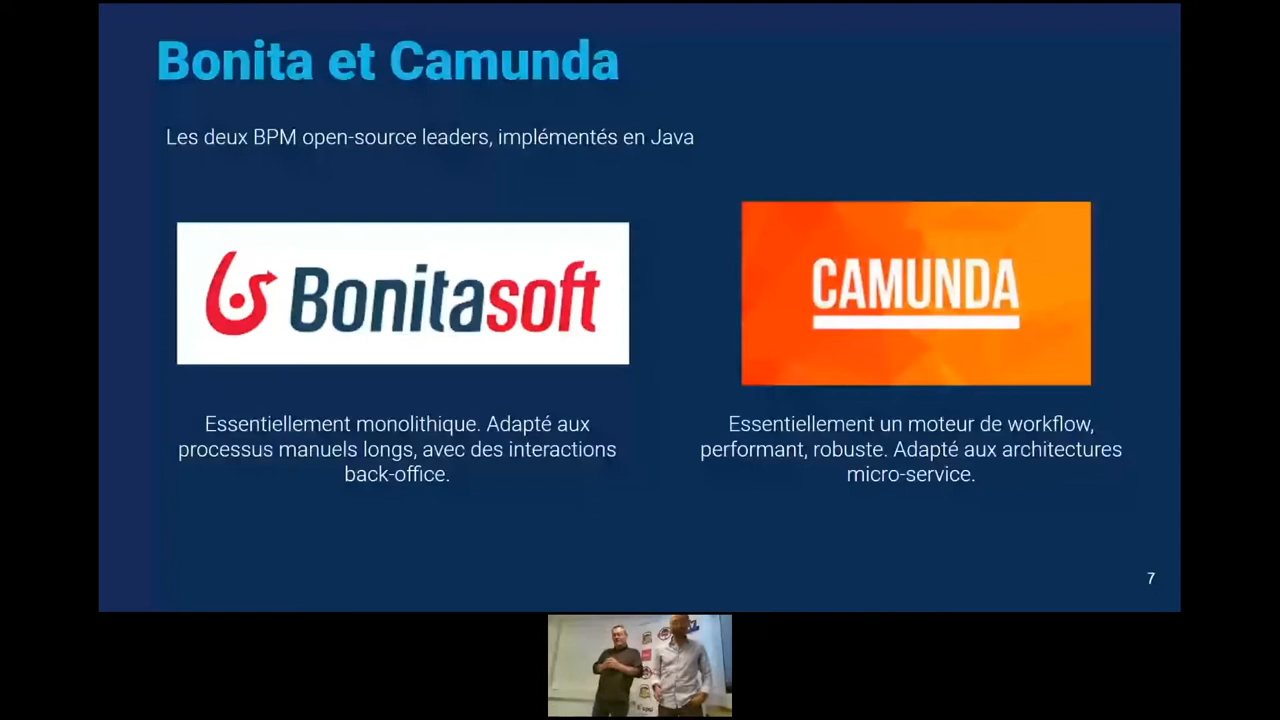 Bonita et Camunda
Les deux BPM open-source leaders, implémentés en Java
Bonitasoft
CAMUNDA
Essentiellement monolithique. Adapté aux
processus manuels longs, avec des interactions
back-office.
Essentiellement un moteur de workflow,
performant, robuste. Adapté aux architectures
micro-service.
7